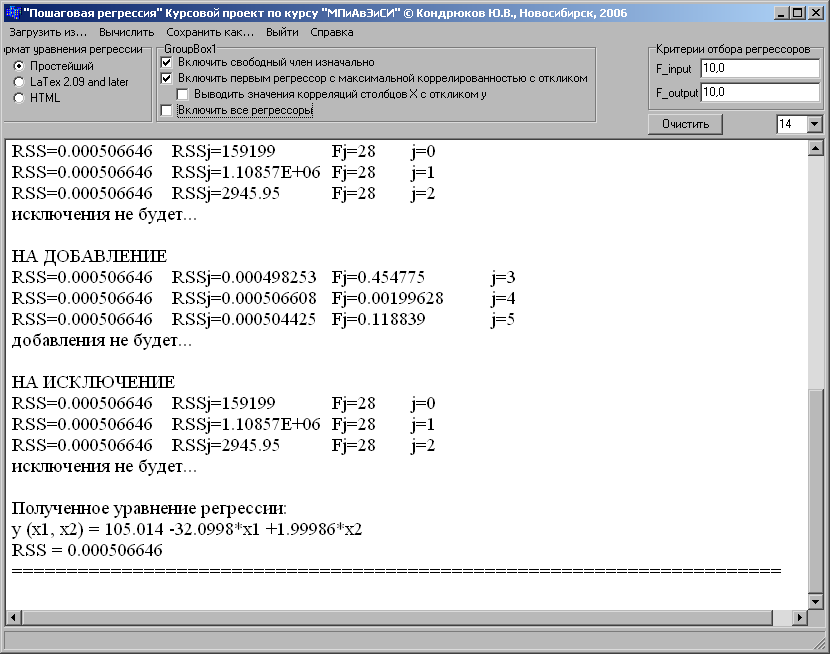 "Пошаговая регрессия" Курсовой проект по курсу "МПиАвЭиСИ" © Кондрюков Ю.В., Новосибирск, 2006
Загрузить из... Вычислить Сохранить как... Выйти Справка
рмат уравнения регрессии
Простейший
LaTex 2.09 and later
HTML
GroupBox1
Включить свободный член изначально
Включить первым регрессор с максимальной коррелированностью с откликом
Выводить значения корреляций столбцов X с откликом y
Включить все регрессоры
Критерии отбора регрессоров
F_input 10,0
F_output 10,0
Очистить 14
RSS=0.000506646 RSSj=159199 Fj=28 j=0
RSS=0.000506646 RSSj=1.10857E+06 Fj=28 j=1
RSS=0.000506646 RSSj=2945.95 Fj=28 j=2
исключения не будет...
НА ДОБАВЛЕНИЕ
RSS=0.000506646 RSSj=0.000498253 Fj=0.454775 j=3
RSS=0.000506646 RSSj=0.000506608 Fj=0.00199628 j=4
RSS=0.000506646 RSSj=0.000504425 Fj=0.118839 j=5
добавления не будет...
НА ИСКЛЮЧЕНИЕ
RSS=0.000506646 RSSj=159199 Fj=28 j=0
RSS=0.000506646 RSSj=1.10857E+06 Fj=28 j=1
RSS=0.000506646 RSSj=2945.95 Fj=28 j=2
исключения не будет...
Полученное уравнение регрессии:
y (x1, x2) = 105.014 -32.0998*x1 +1.99986*x2
RSS = 0.000506646
======================================================================